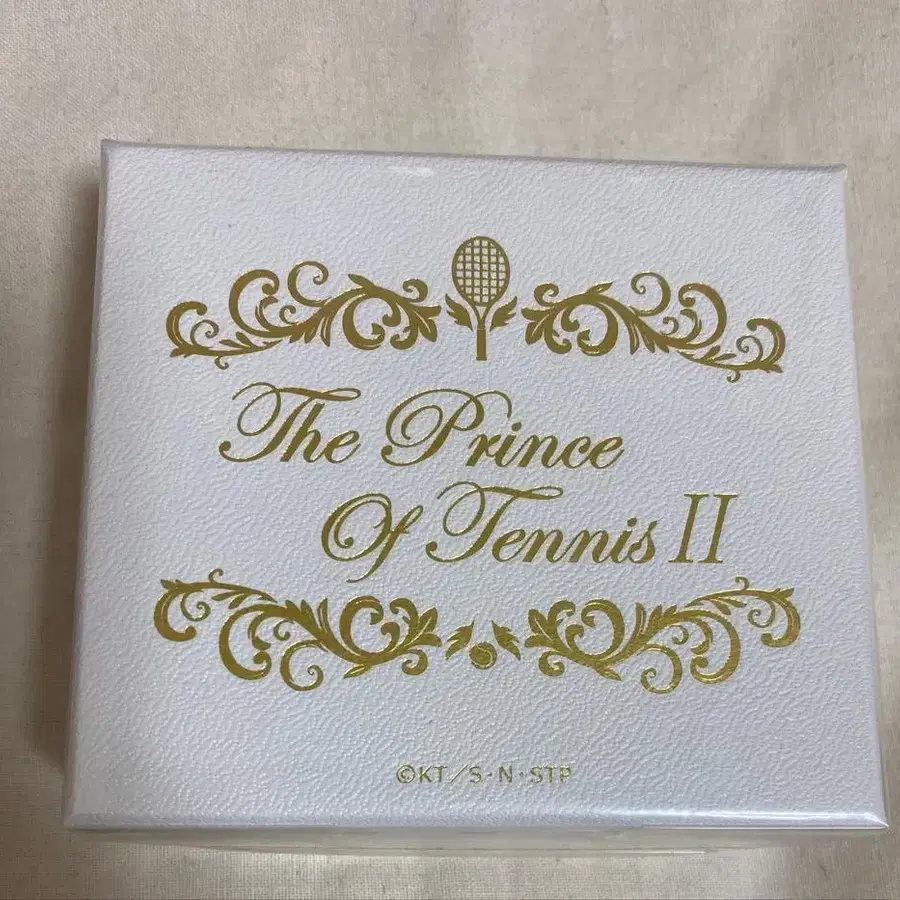 The Prince
Of Tennis II
©KT/S・N・STP